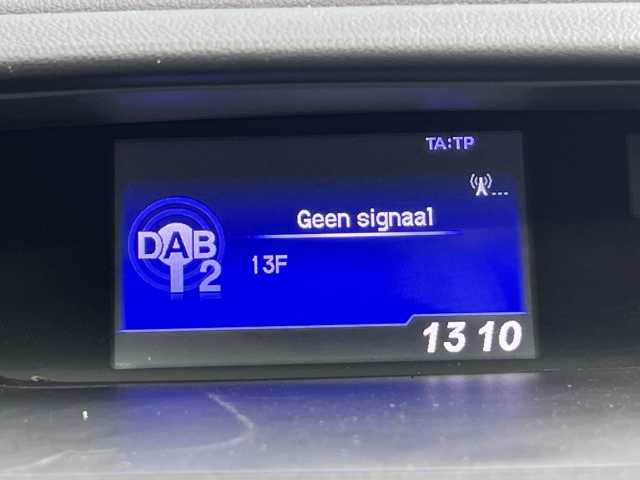 TA:TP
Geen signaal
DAB
2
13F
13 10